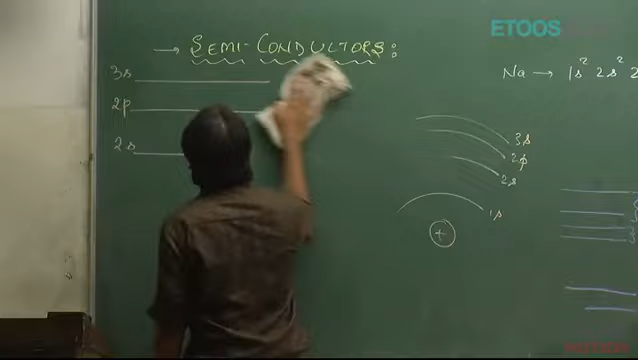 ETOOS
→ SEMI-CONDUCTORS:
3s
2p
2s
Na → 1s² 2s² 2
3s
2p
2s
1s
+